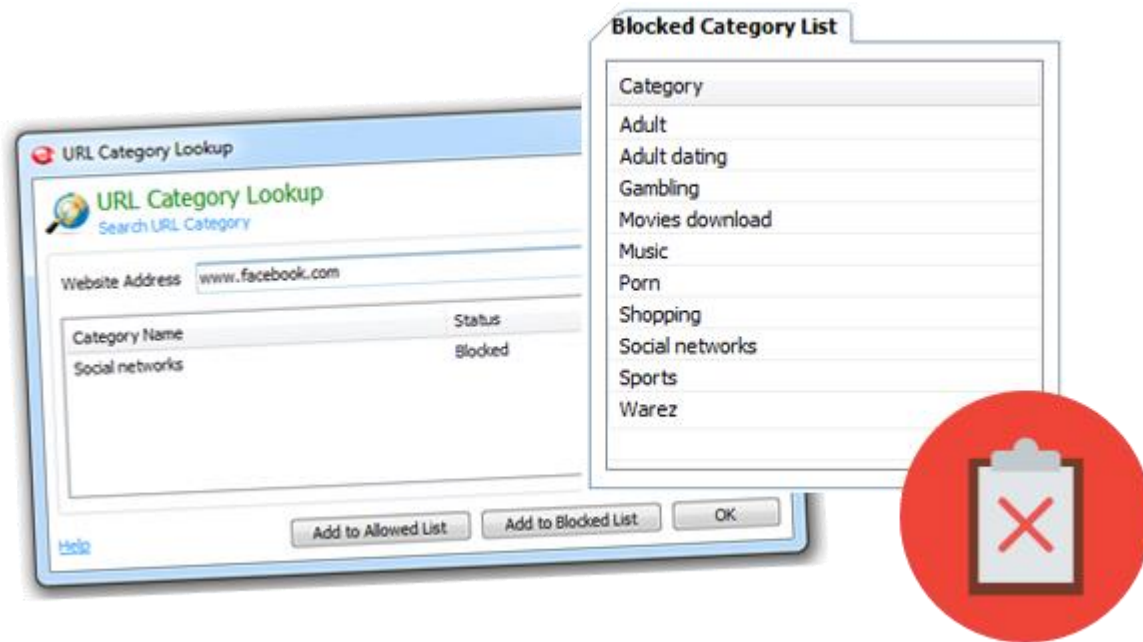 URL Category Lookup
URL Category Lookup
Search URL Category
Website Address www.facebook.com
Category Name Status
Social networks Blocked
Help Add to Allowed List Add to Blocked List OK
Blocked Category List
Category
Adult
Adult dating
Gambling
Movies download
Music
Porn
Shopping
Social networks
Sports
Warez